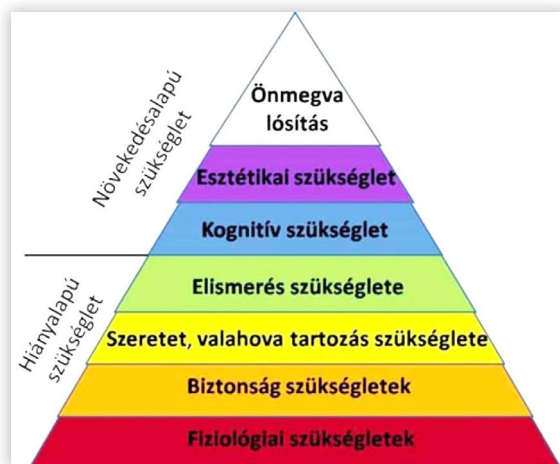 Önmegva
lósítás
Esztétikai szükséglet
Kognitív szükséglet
Elismerés szükséglete
Szeretet, valahova tartozás szükséglete
Biztonság szükségletek
Fiziológiai szükségletek
Növekedésalapú
szükséglet
Hiányalapú
szükséglet